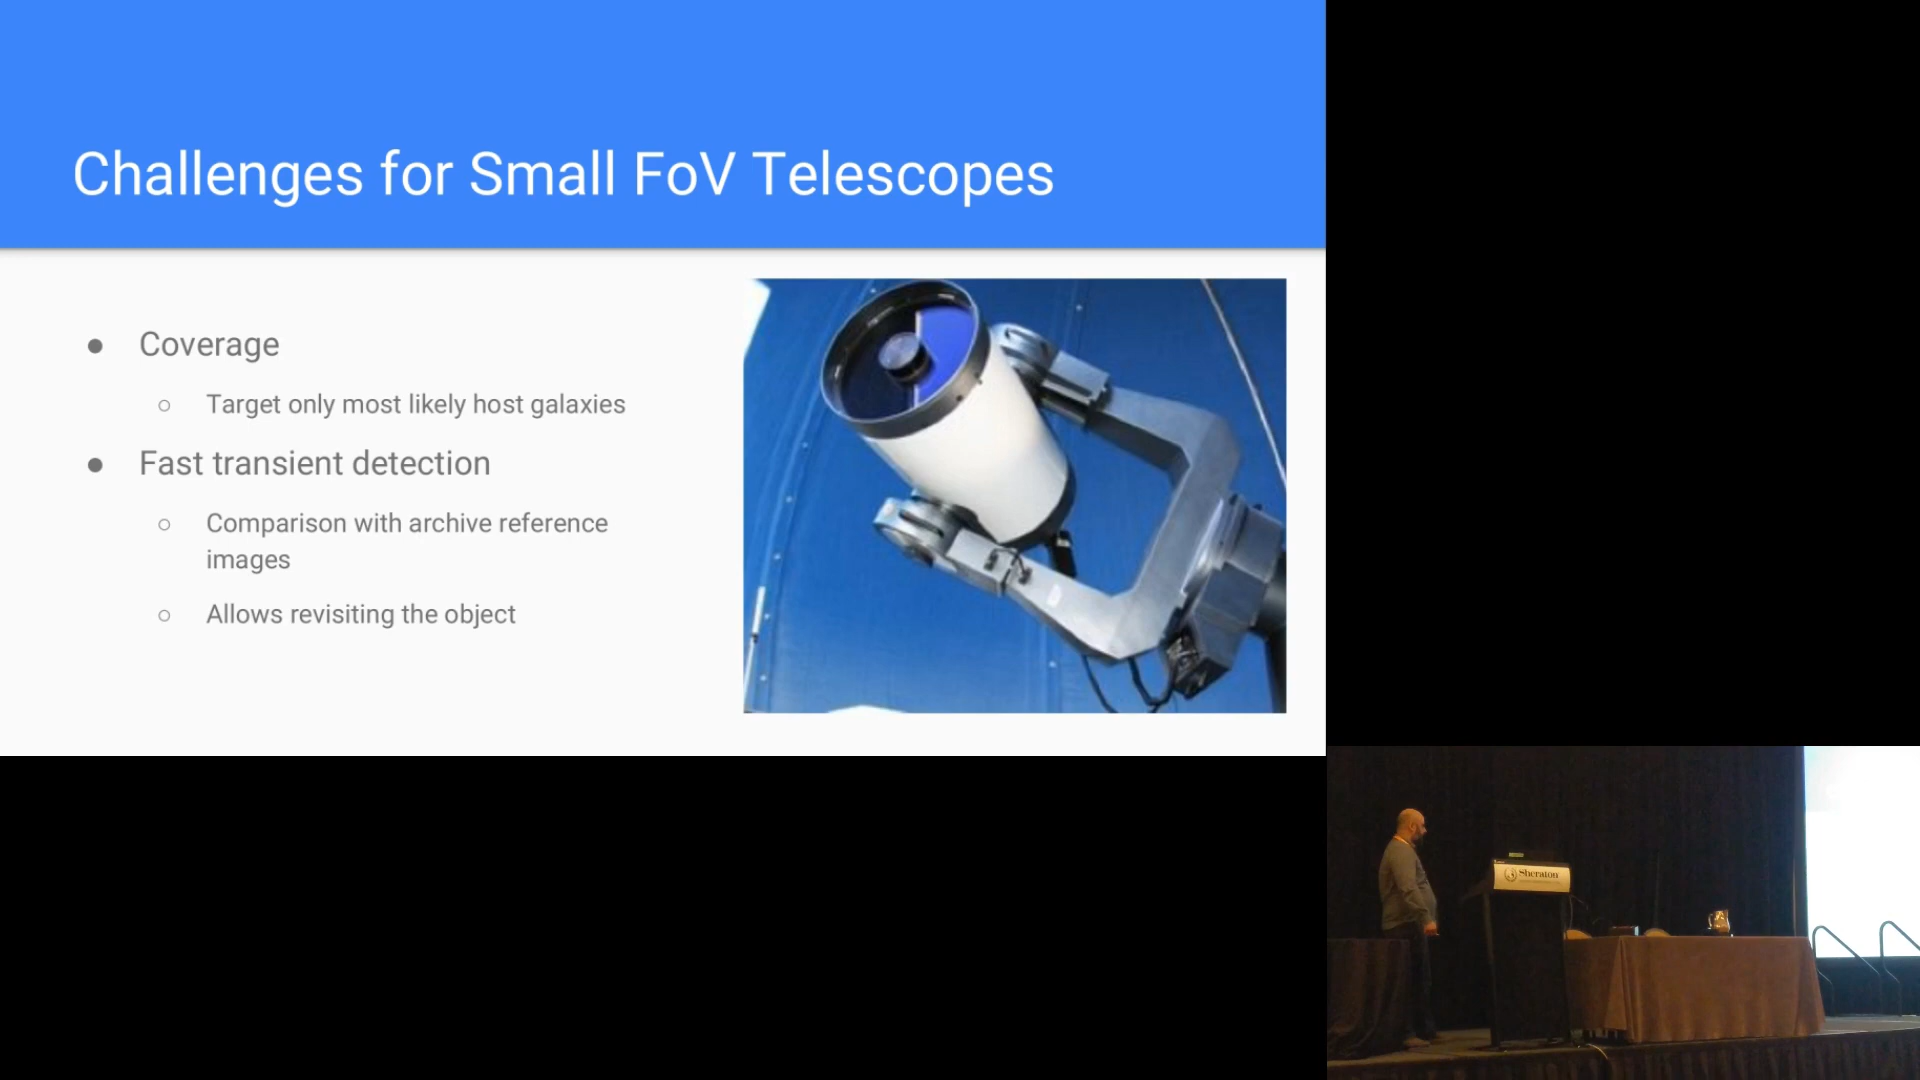 Challenges for Small FoV Telescopes
● Coverage
○ Target only most likely host galaxies
● Fast transient detection
○ Comparison with archive reference
images
○ Allows revisiting the object
Sheraton